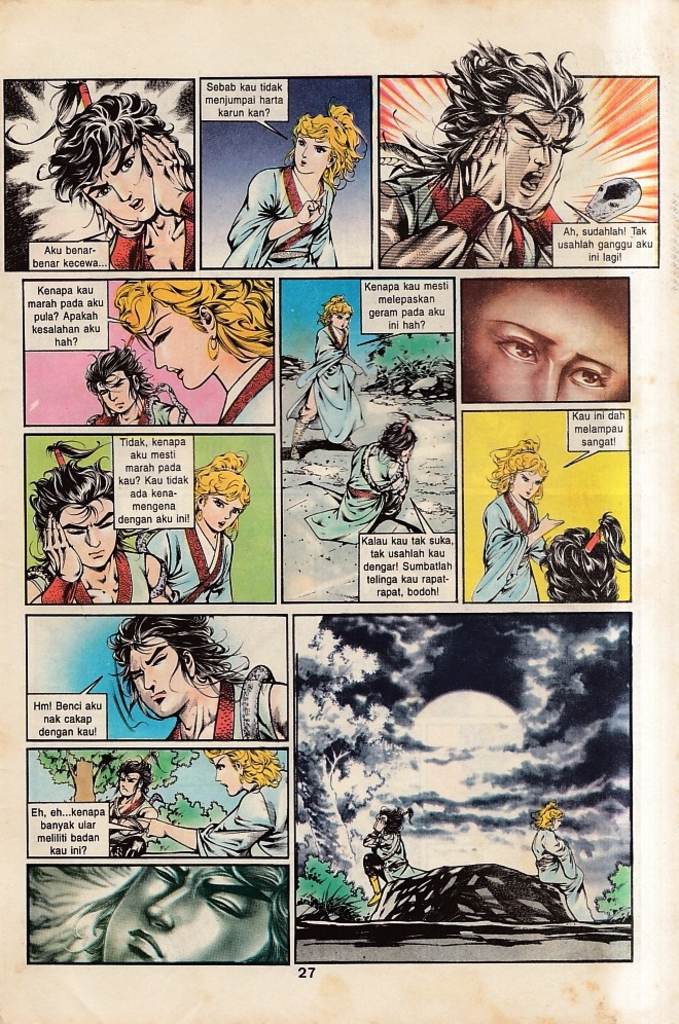 Aku benar-
benar kecewa...
Sebab kau tidak
menjumpai harta
karun kan?
Ah, sudahlah! Tak
usahlah ganggu aku
ini lagi!
Kenapa kau
marah pada aku
pula? Apakah
kesalahan aku
hah?
Tidak, kenapa
aku mesti
marah pada
kau? Kau tidak
ada kena-
mengena
dengan aku ini!
Kenapa kau mesti
melepaskan
geram pada aku
ini hah?
Kalau kau tak suka,
tak usahlah kau
dengar! Sumbatlah
telinga kau rapat-
rapat, bodoh!
Kau ini dah
melampau
sangat!
Hm! Benci aku
nak cakap
dengan kau!
Eh, eh...kenapa
banyak ular
meliliti badan
kau ini?
27